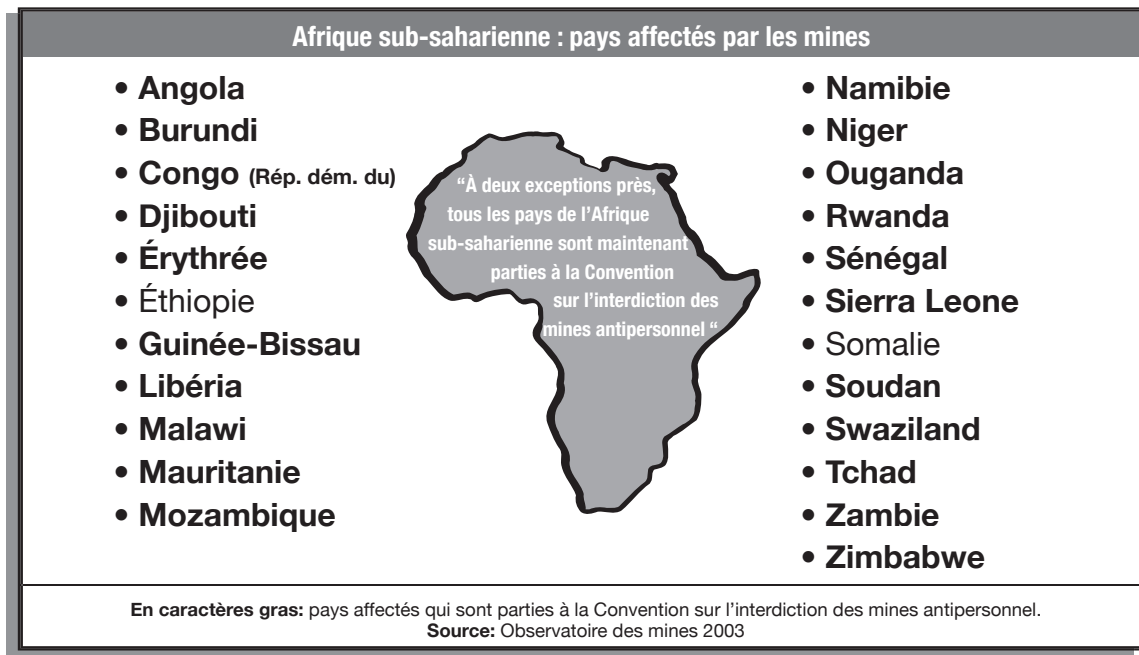 Afrique sub-saharienne : pays affectés par les mines
• Angola
• Burundi
• Congo (Rép. dém. du)
• Djibouti
• Érythrée
• Éthiopie
• Guinée-Bissau
• Libéria
• Malawi
• Mauritanie
• Mozambique
“À deux exceptions près,
tous les pays de l’Afrique
sub-saharienne sont maintenant
parties à la Convention
sur l’interdiction des
mines antipersonnel “
• Namibie
• Niger
• Ouganda
• Rwanda
• Sénégal
• Sierra Leone
• Somalie
• Soudan
• Swaziland
• Tchad
• Zambie
• Zimbabwe
En caractères gras: pays affectés qui sont parties à la Convention sur l’interdiction des mines antipersonnel.
Source: Observatoire des mines 2003